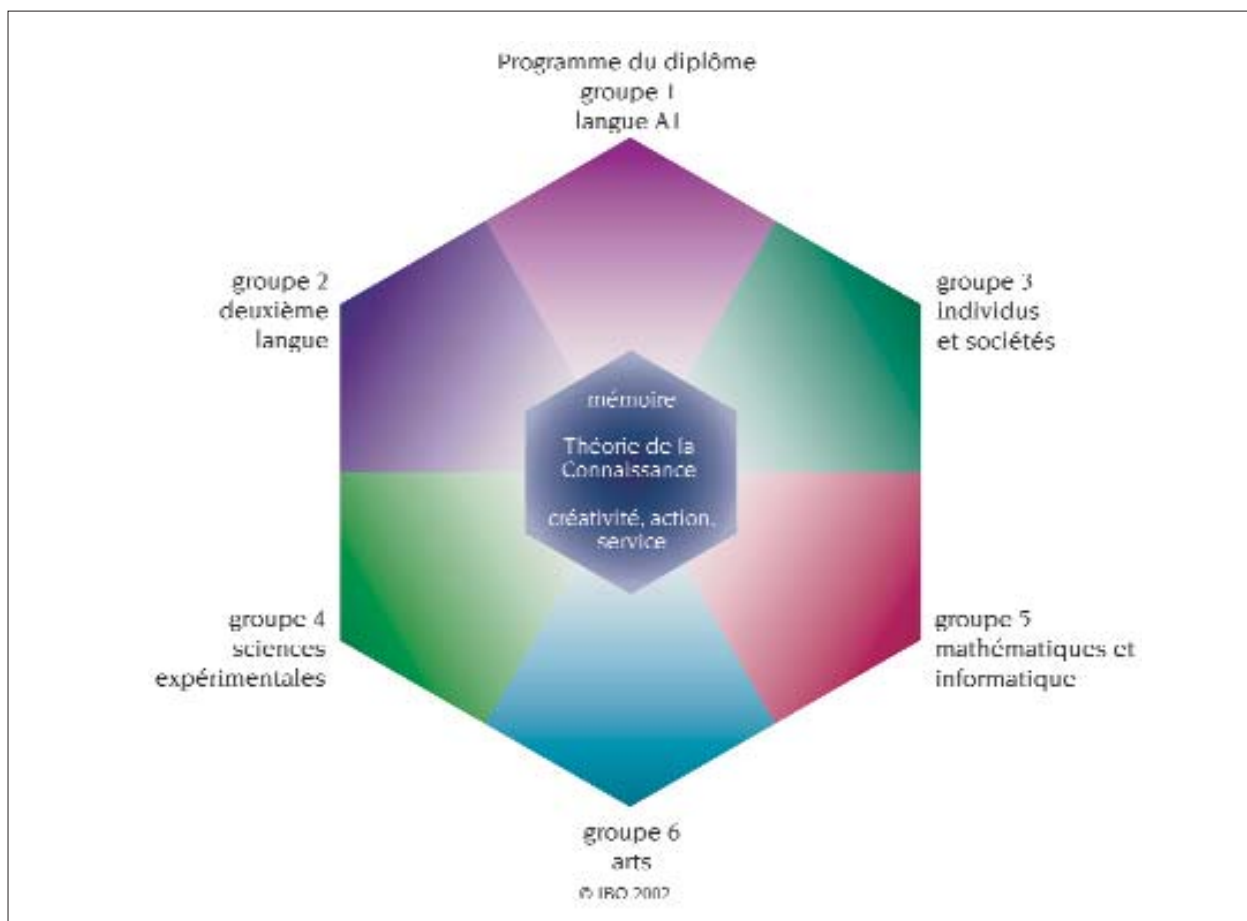 Programme du diplôme
groupe 1
langue A1
groupe 2
deuxième
langue
groupe 3
individus
et sociétés
mémoire
Théorie de la
Connaissance
créativité, action,
service
groupe 4
sciences
expérimentales
groupe 5
mathématiques et
informatique
groupe 6
arts
© IBO 2002